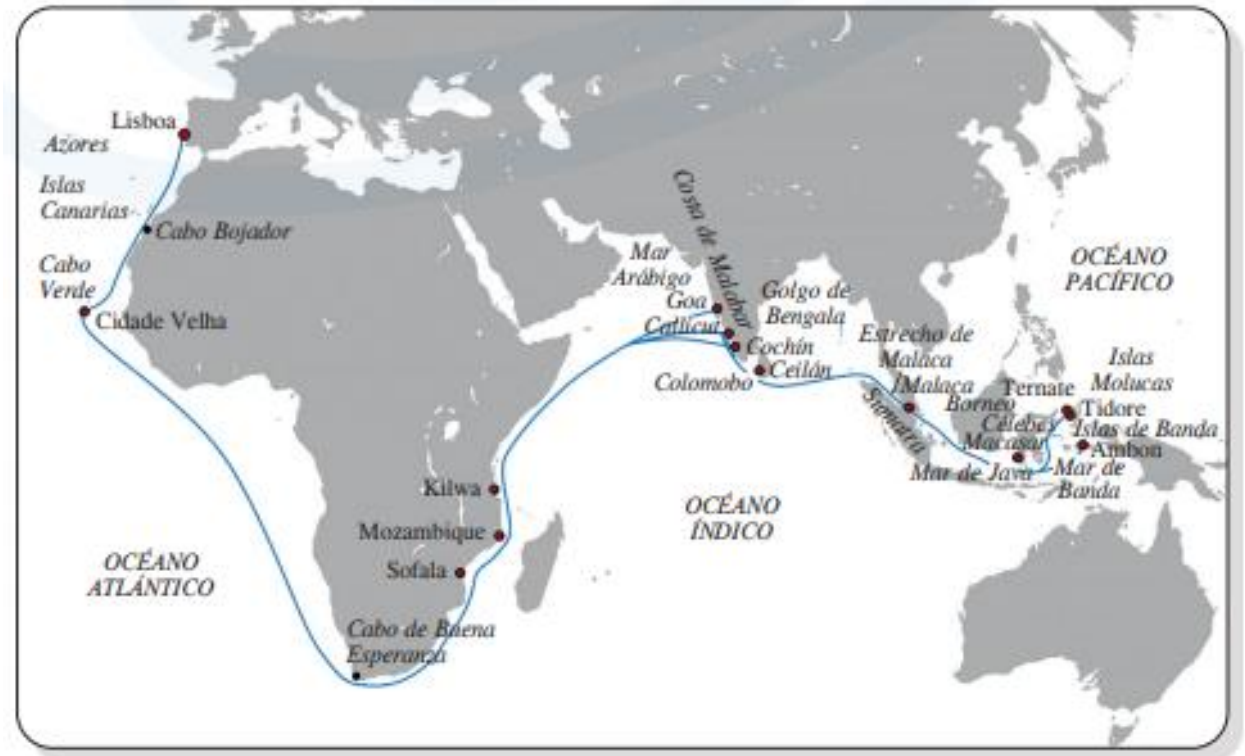 Lisboa
Azores
Islas
Canarias
Cabo Bojador
Cabo
Verde
Cidade Velha
Costa de Malabar
Mar
Arábigo
Goa
Callicut
Cochín
Golgo de
Bengala
Colomobo
Ceilán
Estrecho de
Malaca
Malaca
Sumatra
Borneo
Célebes
Macasar
Mar de Java
Ternate
Islas
Molucas
Tidore
Islas de Banda
Ambon
Mar de
Banda
OCÉANO
PACÍFICO
Kilwa
Mozambique
Sofala
OCÉANO
ÍNDICO
OCÉANO
ATLÁNTICO
Cabo de Buena
Esperanza